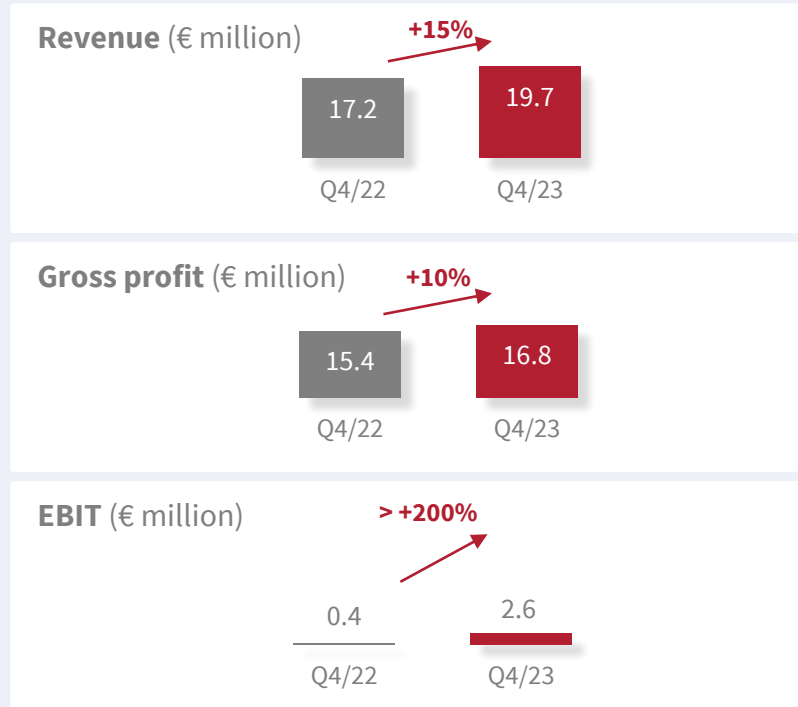 Revenue (€ million)
+15%
17.2
19.7
Q4/22
Q4/23
Gross profit (€ million)
+10%
15.4
16.8
Q4/22
Q4/23
EBIT (€ million)
> +200%
0.4
2.6
Q4/22
Q4/23